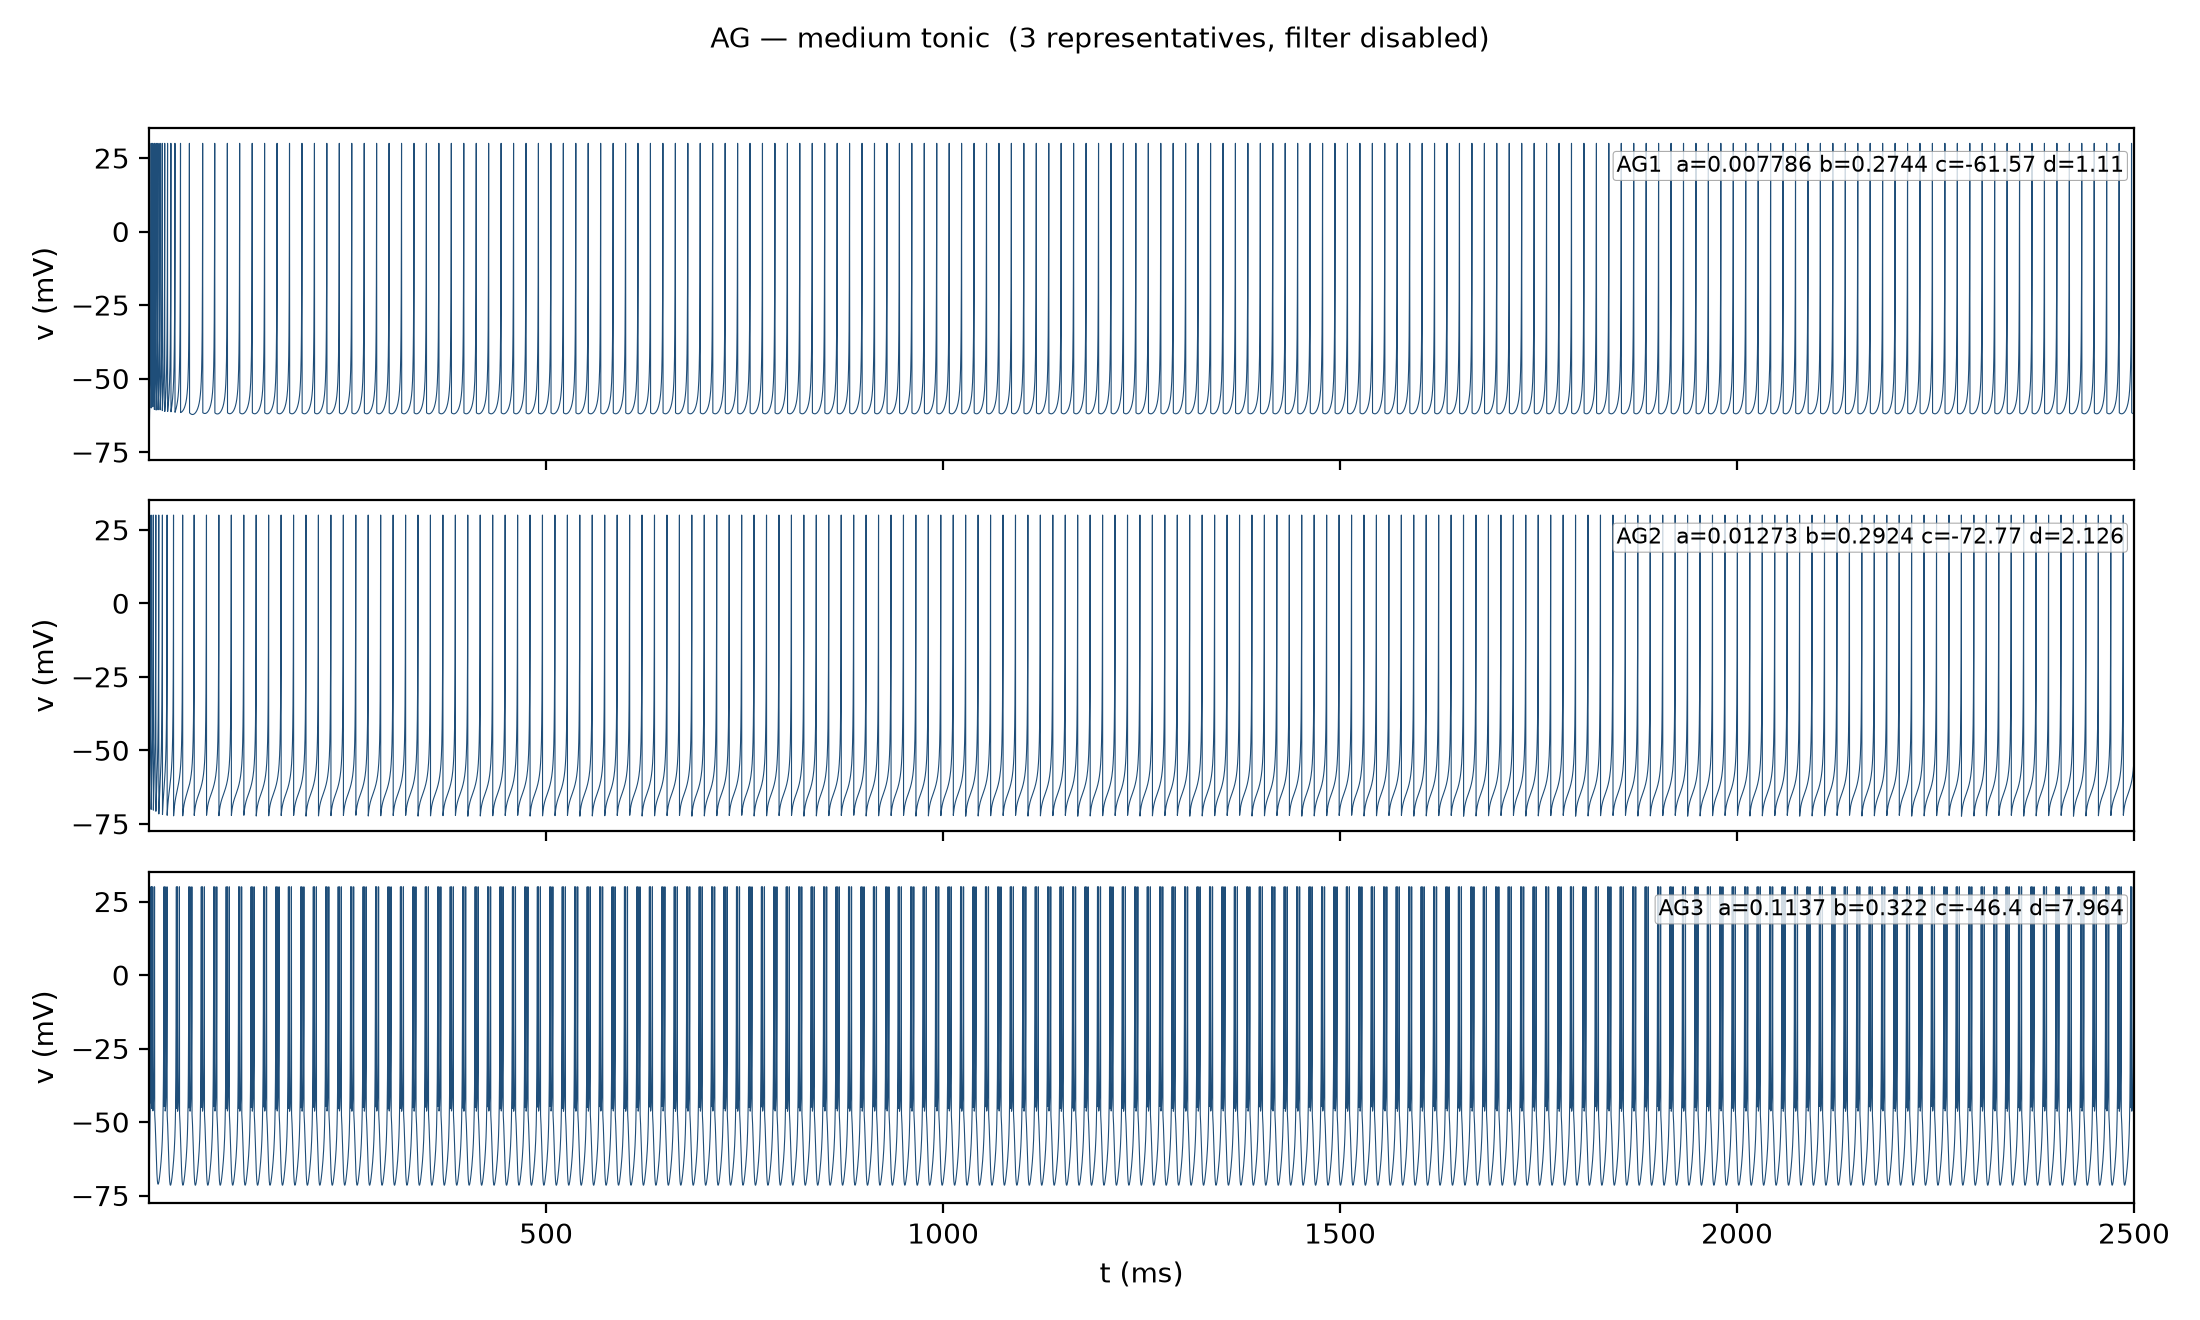 AG — medium tonic (3 representatives, filter disabled)
25
0
−25
−50
−75
v (mV)
AG1 a=0.007786 b=0.2744 c=-61.57 d=1.11
25
0
−25
−50
−75
v (mV)
AG2 a=0.01273 b=0.2924 c=-72.77 d=2.126
25
0
−25
−50
−75
v (mV)
AG3 a=0.1137 b=0.322 c=-46.4 d=7.964
500 1000 1500 2000 2500
t (ms)